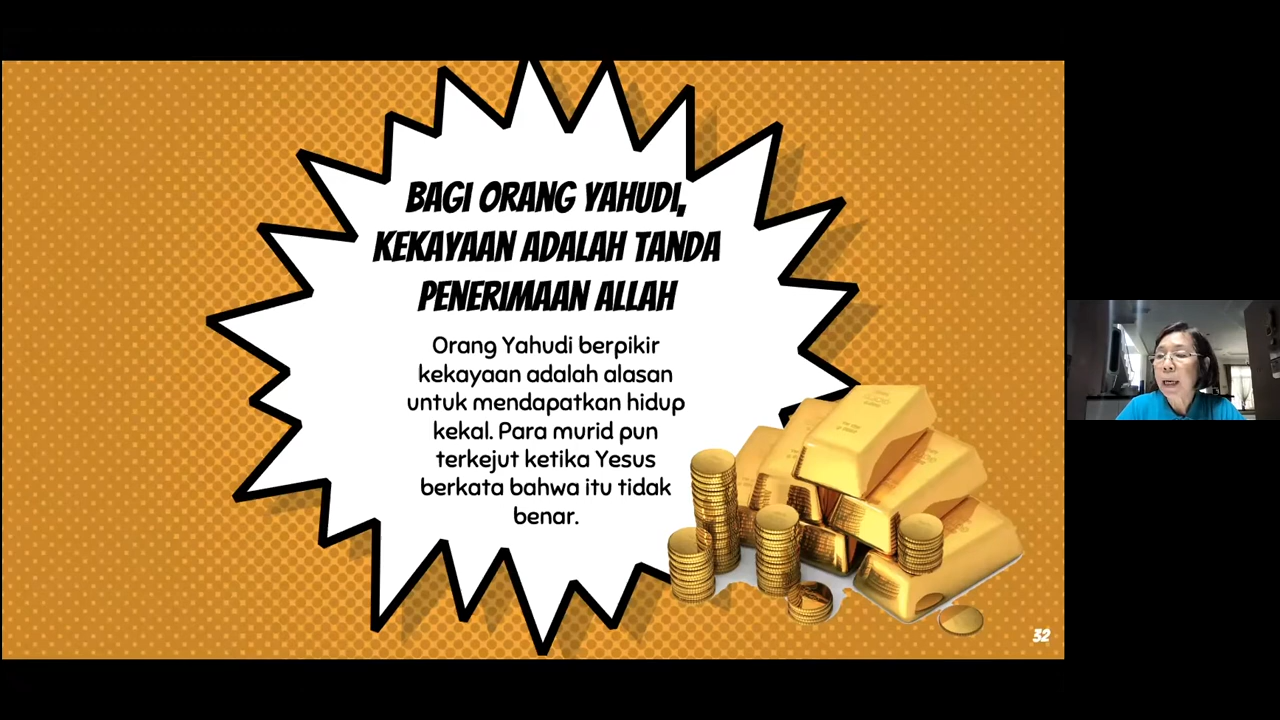 BAGI ORANG YAHUDI,
KEKAYAAN ADALAH TANDA
PENERIMAAN ALLAH
Orang Yahudi berpikir
kekayaan adalah alasan
untuk mendapatkan hidup
kekal. Para murid pun
terkejut ketika Yesus
berkata bahwa itu tidak
benar.
32